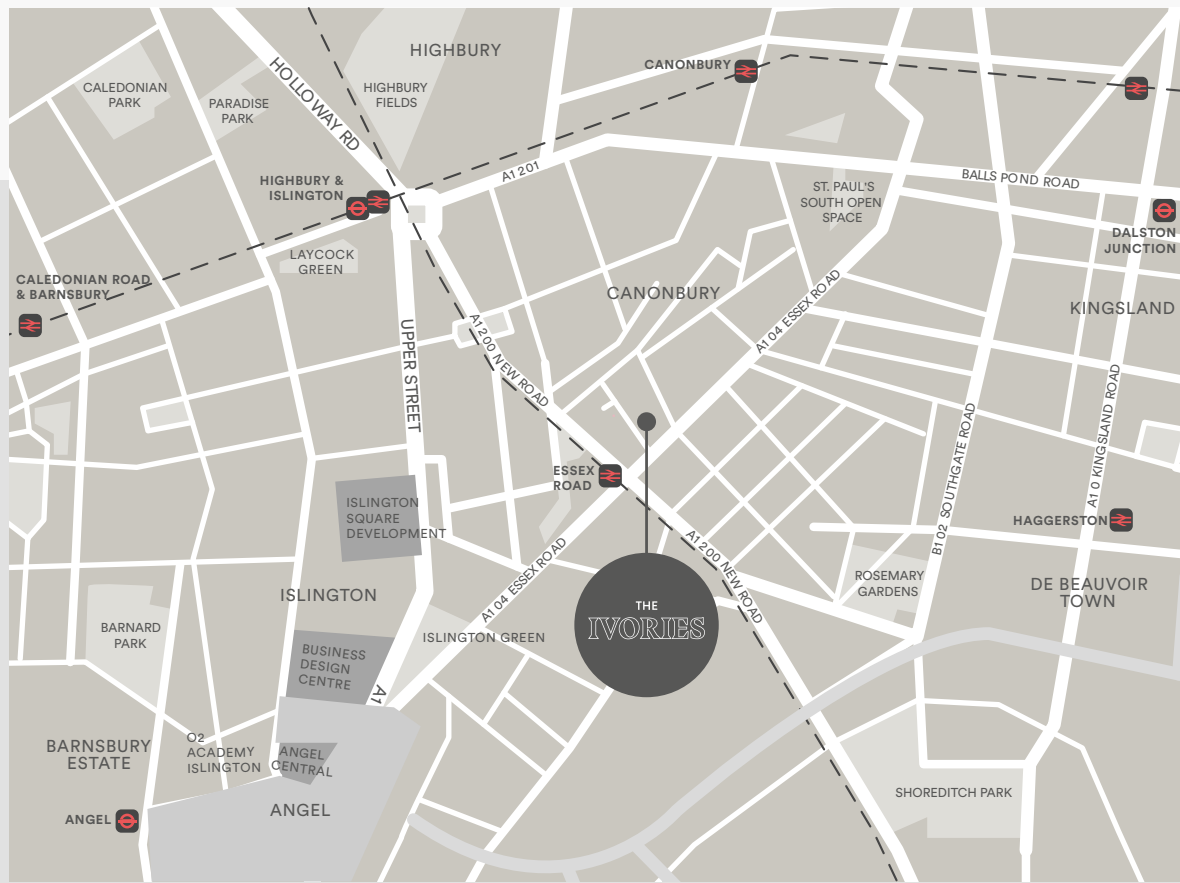 HIGHBURY
CANONBURY
CALEDONIAN
PARK
HIGHBURY
FIELDS
PARADISE
PARK
HOLLOWAY RD
A1201
BALLS POND ROAD
HIGHBURY &
ISLINGTON
ST. PAUL'S
SOUTH OPEN
SPACE
DALSTON
JUNCTION
LAYCOCK
GREEN
CALEDONIAN ROAD
& BARNSBURY
CANONBURY
KINGSLAND
UPPER STREET
A1200 NEW ROAD
A104 ESSEX ROAD
A10 KINGSLAND ROAD
B102 SOUTHGATE ROAD
ESSEX
ROAD
ISLINGTON
SQUARE
DEVELOPMENT
HAGGERSTON
A1200 NEW ROAD
A104 ESSEX ROAD
ROSEMARY
GARDENS
DE BEAUVOIR
TOWN
ISLINGTON
THE
IVORIES
BARNARD
PARK
ISLINGTON GREEN
BUSINESS
DESIGN
CENTRE
A1
BARNSBURY
ESTATE
O2
ACADEMY
ISLINGTON
ANGEL
CENTRAL
SHOREDITCH PARK
ANGEL
ANGEL